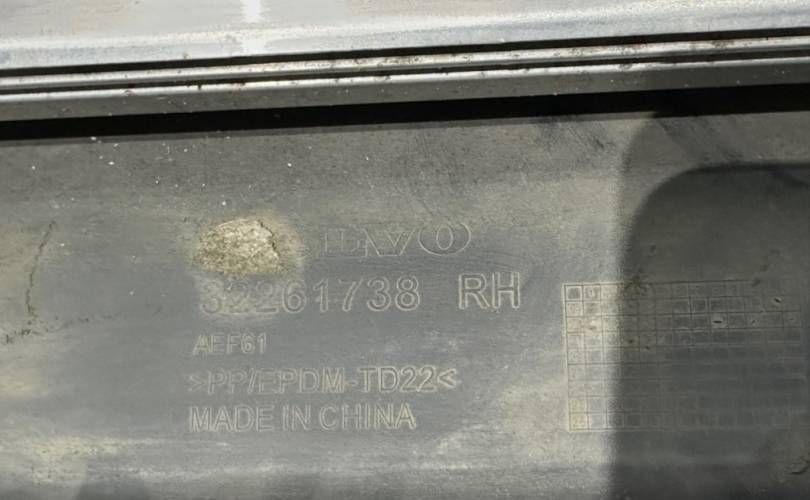 32261738 RH
AEF61
>PP/EPDM-TD22<
MADE IN CHINA